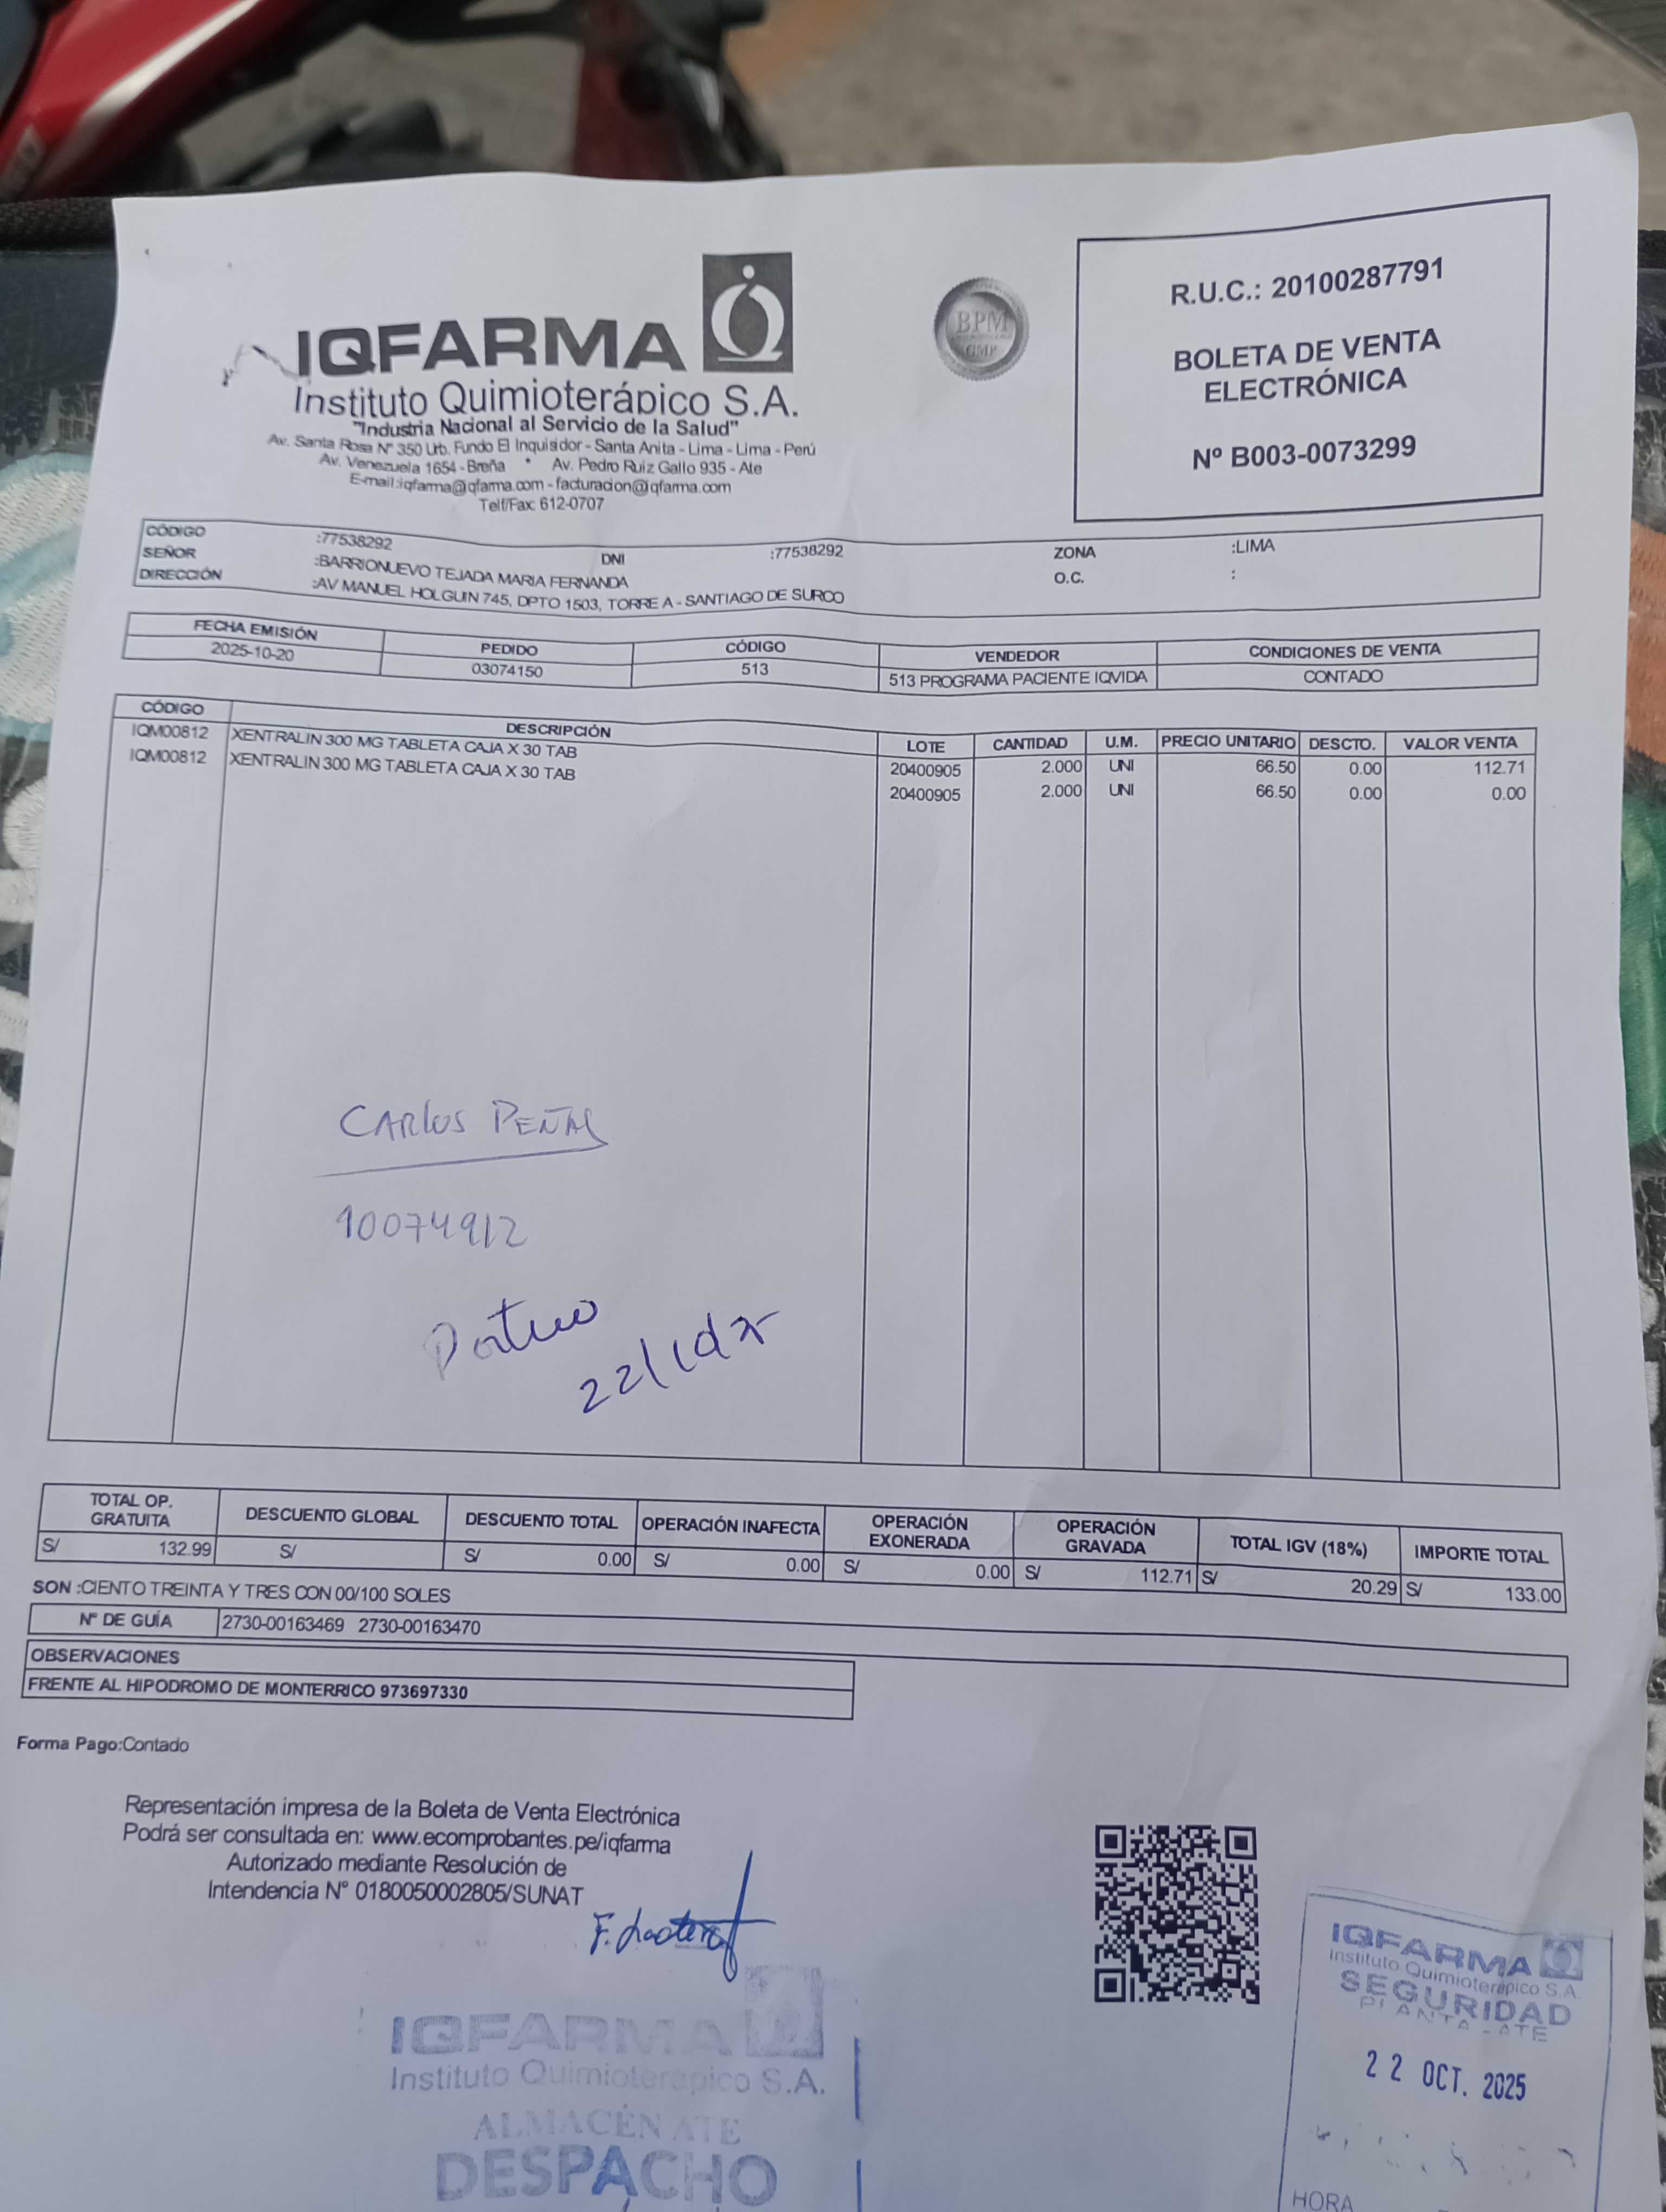 IQFARMA
Instituto Quimioterápico S.A.
"Industria Nacional al Servicio de la Salud"
Av. Santa Rosa N° 350 Urb. Fundo El Inquisidor - Santa Anita - Lima - Lima - Perú
Av. Venezuela 1654 - Breña * Av. Pedro Ruiz Gallo 935 - Ate
E-mail:iqfarma@iqfarma.com - facturacion@iqfarma.com
Telf/Fax: 612-0707
BPM
GMP
R.U.C.: 20100287791
BOLETA DE VENTA
ELECTRÓNICA
Nº B003-0073299
CÓDIGO :77538292 DNI :77538292 ZONA :LIMA
SEÑOR :BARRIONUEVO TEJADA MARIA FERNANDA O.C. :
DIRECCIÓN :AV MANUEL HOLGUIN 745, DPTO 1503, TORRE A - SANTIAGO DE SURCO
FECHA EMISIÓN PEDIDO CÓDIGO VENDEDOR CONDICIONES DE VENTA
2025-10-20 03074150 513 513 PROGRAMA PACIENTE IQVIDA CONTADO
CÓDIGO DESCRIPCIÓN LOTE CANTIDAD U.M. PRECIO UNITARIO DESCTO. VALOR VENTA
IQM00812 XENTRALIN 300 MG TABLETA CAJA X 30 TAB 20400905 2.000 UNI 66.50 0.00 112.71
IQM00812 XENTRALIN 300 MG TABLETA CAJA X 30 TAB 20400905 2.000 UNI 66.50 0.00 0.00
CARLOS PEÑAS
10074912
TOTAL OP. GRATUITA DESCUENTO GLOBAL DESCUENTO TOTAL OPERACIÓN INAFECTA OPERACIÓN EXONERADA OPERACIÓN GRAVADA TOTAL IGV (18%) IMPORTE TOTAL
S/ 132.99 S/ S/ 0.00 S/ 0.00 S/ 0.00 S/ 112.71 S/ 20.29 S/ 133.00
SON :CIENTO TREINTA Y TRES CON 00/100 SOLES
N° DE GUÍA 2730-00163469 2730-00163470
OBSERVACIONES
FRENTE AL HIPODROMO DE MONTERRICO 973697330
Forma Pago:Contado
Representación impresa de la Boleta de Venta Electrónica
Podrá ser consultada en: www.ecomprobantes.pe/iqfarma
Autorizado mediante Resolución de
Intendencia N° 0180050002805/SUNAT
IQFARMA
Instituto Quimioterápico S.A.
ALMACÉN ATE
DESPACHO
IQFARMA
Instituto Quimioterápico S.A.
SEGURIDAD
PLANTA - ATE
22 OCT. 2025
HORA